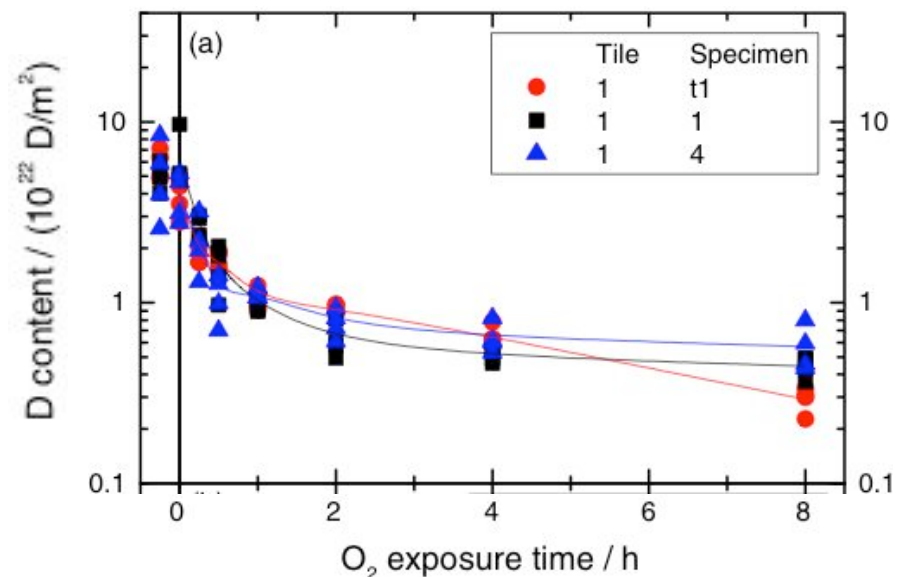 (a)
Tile Specimen
1 t1
1 1
1 4
D content / (10²² D/m²)
10
1
0.1
10
1
0.1
0 2 4 6 8
O₂ exposure time / h